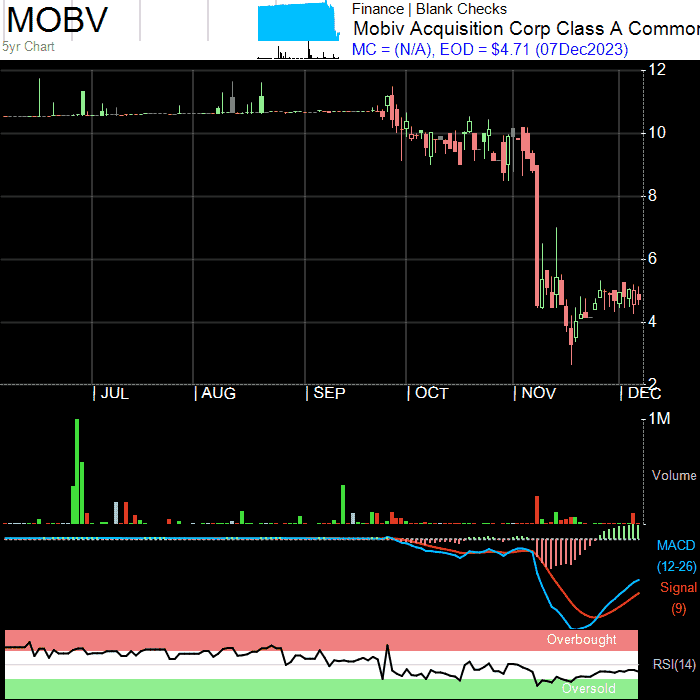 MOBV
5yr Chart
Finance | Blank Checks
Mobiv Acquisition Corp Class A Common
MC = (N/A), EOD = $4.71 (07Dec2023)
12
10
8
6
4
2
JUL
AUG
SEP
OCT
NOV
DEC
1M
Volume
MACD
(12-26)
Signal
(9)
Overbought
RSI(14)
Oversold